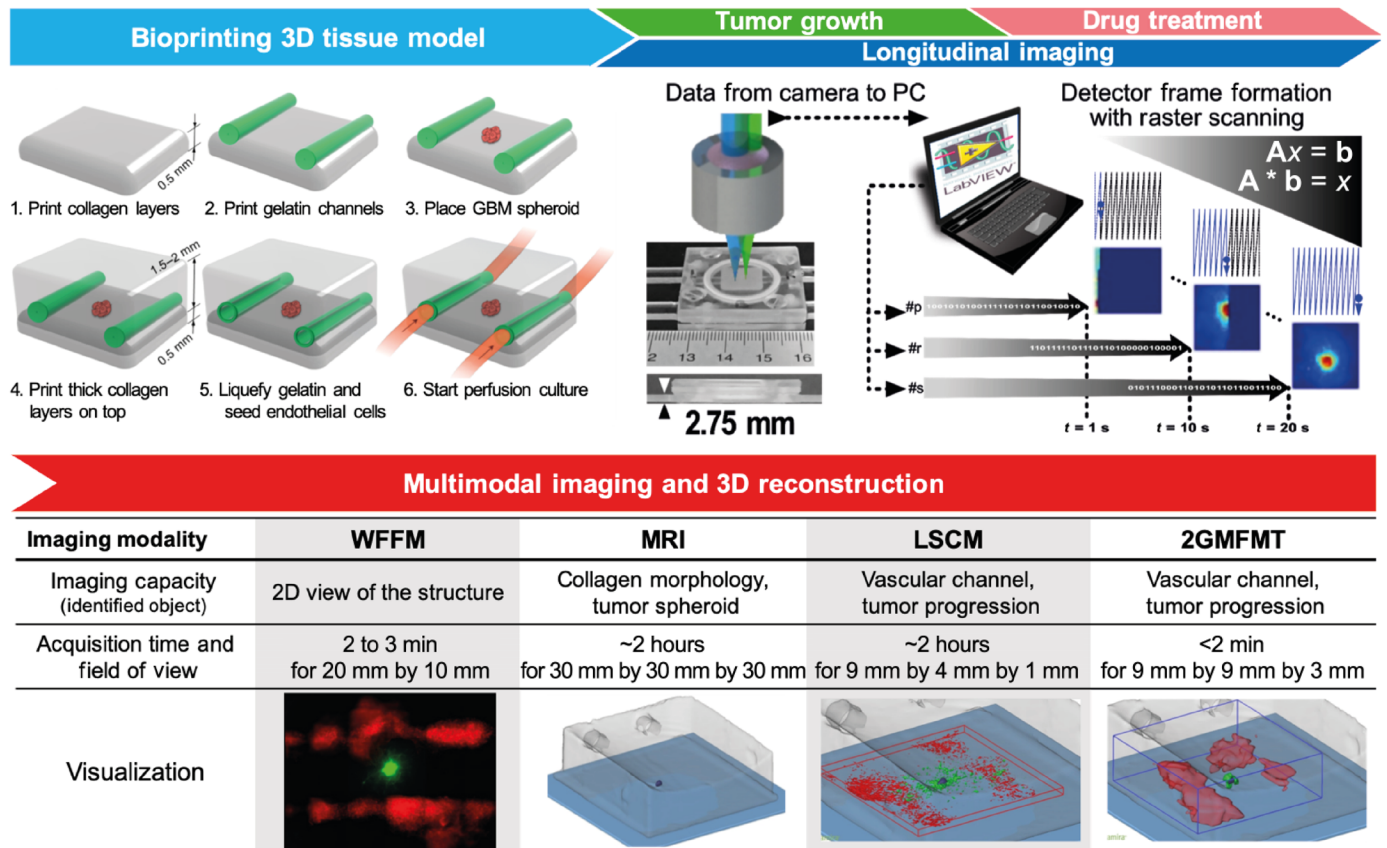 Bioprinting 3D tissue model
Tumor growth
Drug treatment
Longitudinal imaging
0.5 mm
1. Print collagen layers
2. Print gelatin channels
3. Place GBM spheroid
1.5–2 mm
0.5 mm
4. Print thick collagen
layers on top
5. Liquefy gelatin and
seed endothelial cells
6. Start perfusion culture
Data from camera to PC
LabVIEW
12 13 14 15 16
2.75 mm
Detector frame formation
with raster scanning
Ax = b
A * b = x
#p
#r
#s
t = 1 s
t = 10 s
t = 20 s
Multimodal imaging and 3D reconstruction
Imaging modality
WFFM
MRI
LSCM
2GMFMT
Imaging capacity
(identified object)
2D view of the structure
Collagen morphology,
tumor spheroid
Vascular channel,
tumor progression
Vascular channel,
tumor progression
Acquisition time and
field of view
2 to 3 min
for 20 mm by 10 mm
~2 hours
for 30 mm by 30 mm by 30 mm
~2 hours
for 9 mm by 4 mm by 1 mm
<2 min
for 9 mm by 9 mm by 3 mm
Visualization
amira